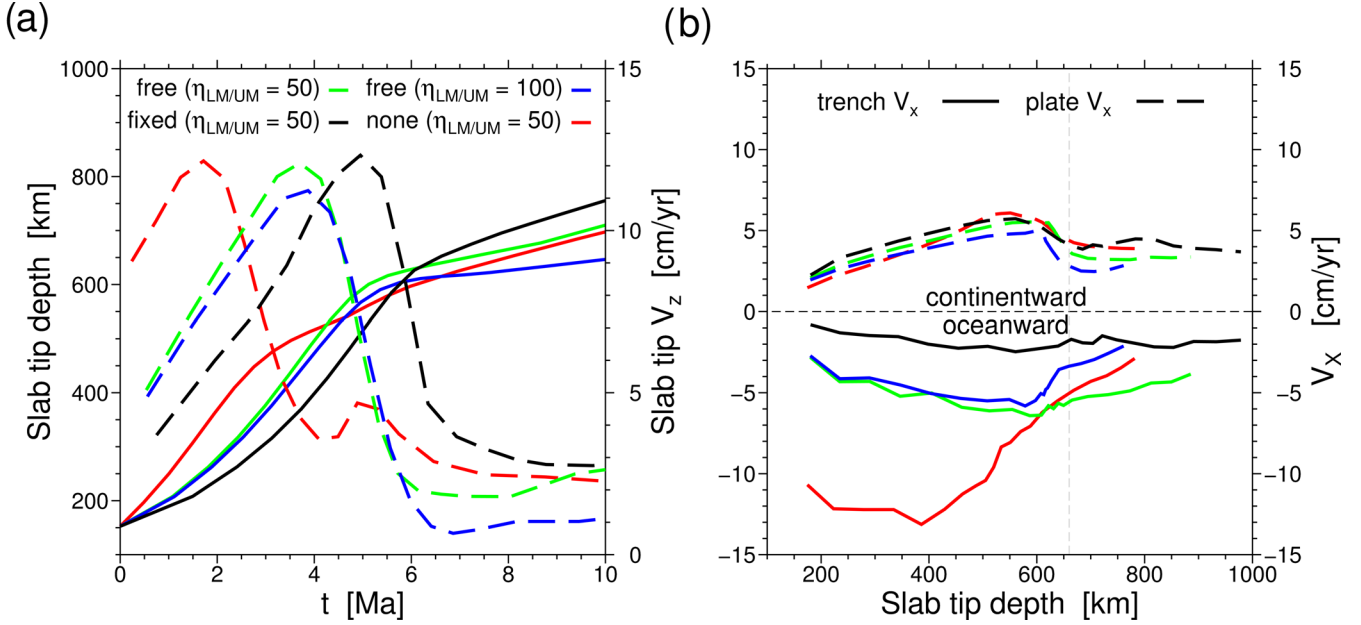 (a)
(b)
1000
800
600
400
200
Slab tip depth [km]
free (ηLM/UM = 50)
free (ηLM/UM = 100)
fixed (ηLM/UM = 50)
none (ηLM/UM = 50)
15
10
5
0
Slab tip Vz [cm/yr]
0 2 4 6 8 10
t [Ma]
15
10
5
0
−5
−10
−15
trench Vx
plate Vx
continentward
oceanward
15
10
5
0
−5
−10
−15
Vx [cm/yr]
200 400 600 800 1000
Slab tip depth [km]